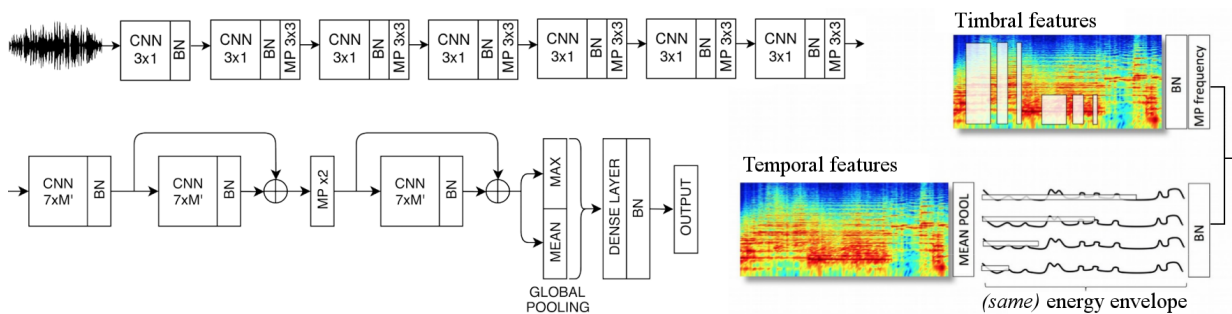 CNN
3x1
BN
CNN
3x1
BN
MP 3x3
CNN
3x1
BN
MP 3x3
CNN
3x1
BN
MP 3x3
CNN
3x1
BN
MP 3x3
CNN
3x1
BN
MP 3x3
CNN
3x1
BN
MP 3x3
CNN
7xM'
BN
CNN
7xM'
BN
MP x2
CNN
7xM'
BN
MAX
MEAN
GLOBAL
POOLING
DENSE LAYER
BN
OUTPUT
Timbral features
BN
MP frequency
Temporal features
MEAN POOL
BN
(same) energy envelope